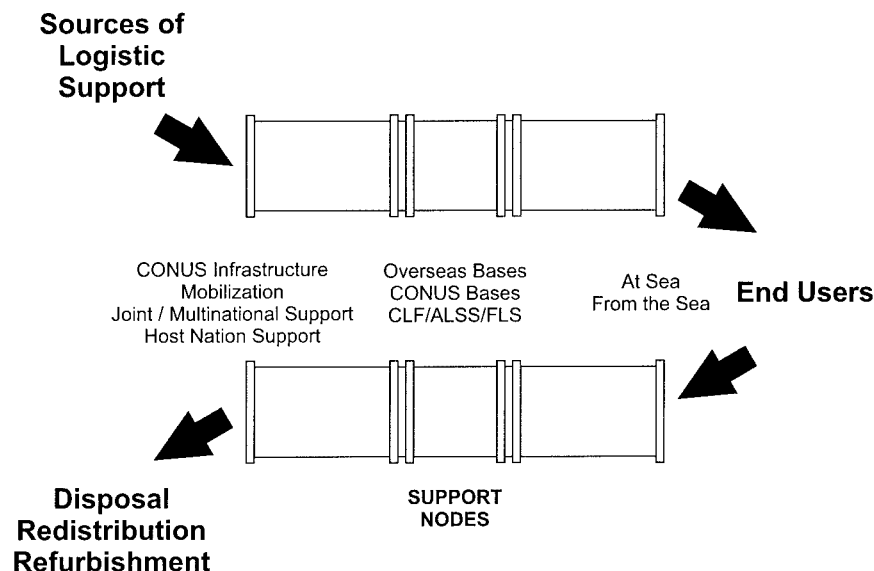 Sources of
Logistic
Support
CONUS Infrastructure
Mobilization
Joint / Multinational Support
Host Nation Support
Overseas Bases
CONUS Bases
CLF/ALSS/FLS
At Sea
From the Sea
End Users
Disposal
Redistribution
Refurbishment
SUPPORT
NODES